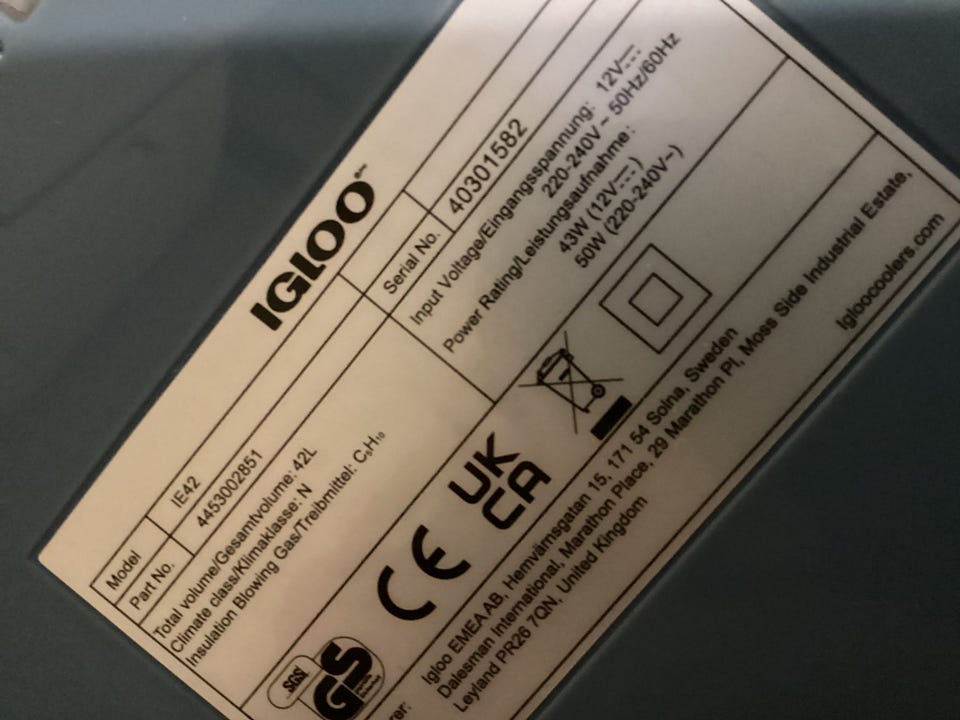 IGLOO
Model IE42
Part No. 4453002851
Serial No. 40301582
Total volume/Gesamtvolume: 42L
Climate class/Klimaklasse: N
Insulation Blowing Gas/Treibmittel: C₅H₁₀
Input Voltage/Eingangsspannung: 12V⎓
220-240V ~ 50Hz/60Hz
Power Rating/Leistungsaufnahme:
43W (12V⎓)
50W (220-240V~)
SGS
GS
CE
UK
CA
Igloo EMEA AB, Hemvärnsgatan 15, 171 54 Solna, Sweden
Dalesman International, Marathon Place, 29 Marathon Pl, Moss Side Industrial Estate,
Leyland PR26 7QN, United Kingdom
Igloocoolers.com